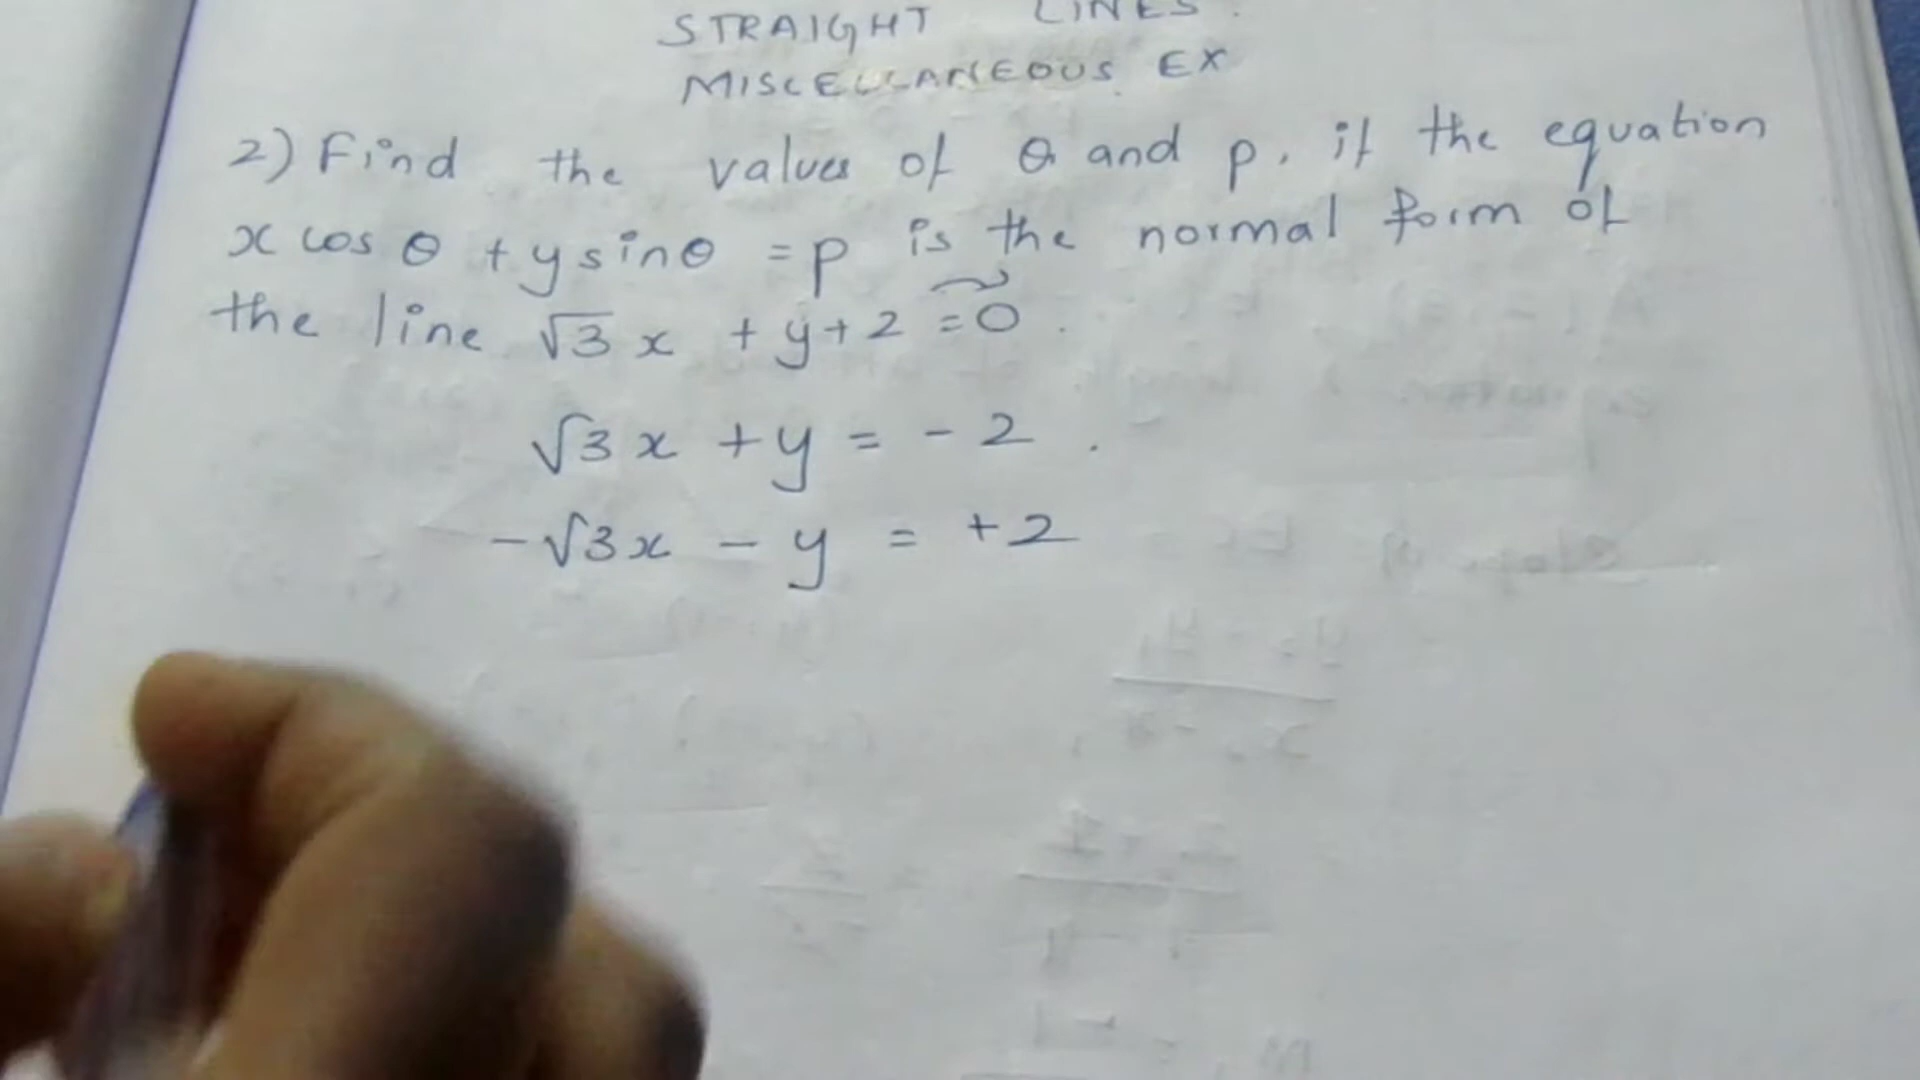 STRAIGHT LINES.
MISCELLANEOUS EX
2) Find the values of θ and p, if the equation
x cos θ + y sin θ = p is the normal form of
the line √3 x + y + 2 = 0.
√3 x + y = - 2 .
-√3x - y = +2